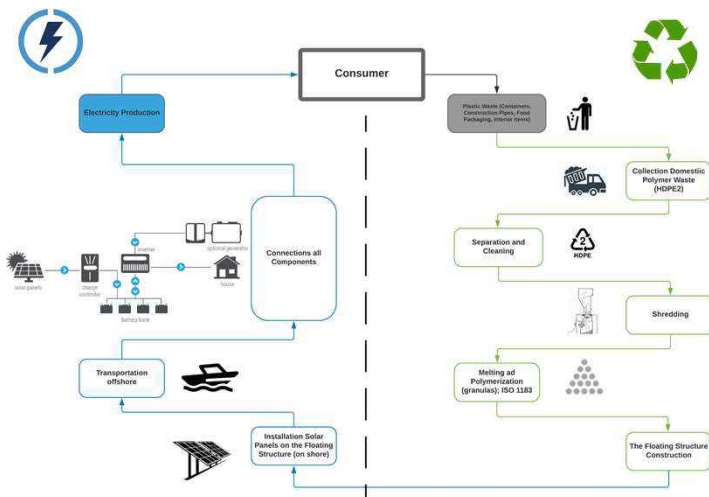 Consumer
Electricity Production
Plastic Waste (Containers,
Construction Pipes, Food
Packaging, Interior items)
Collection Domestiic
Polymer Waste
(HDPE2)
Separation and
Cleaning
2
HDPE
Connections all
Components
inverter
optional generator
solar panels
charge
controller
house
battery bank
Shredding
Transportation
offshore
Melting ad
Polymerization
(granulas); ISO 1183
Installation Solar
Panels on the Floating
Structure (on shore)
The Floating Structure
Construction